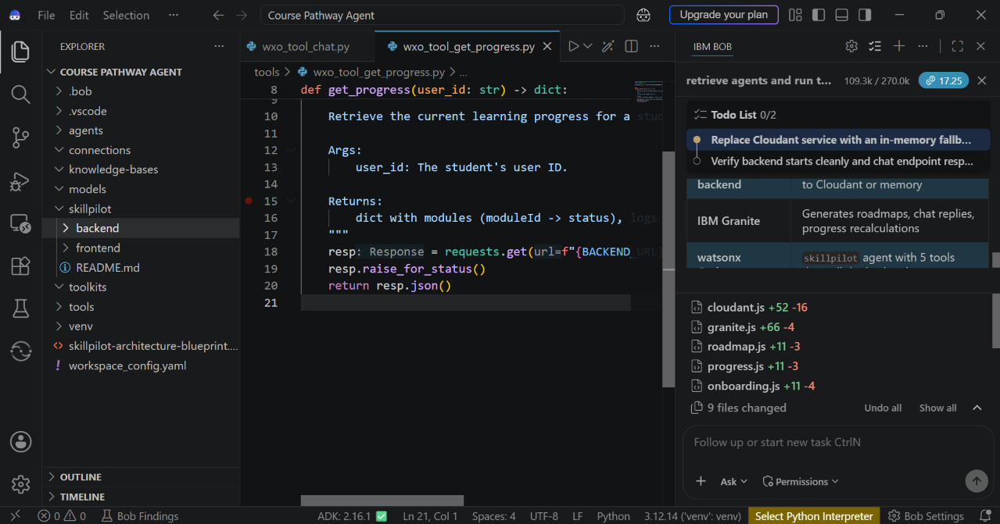 File Edit Selection ··· Course Pathway Agent Upgrade your plan
EXPLORER ···
COURSE PATHWAY AGENT
.bob
.vscode
agents
connections
knowledge-bases
models
skillpilot
backend
frontend
README.md
toolkits
tools
venv
skillpilot-architecture-blueprint....
workspace_config.yaml
OUTLINE
TIMELINE
wxo_tool_chat.py wxo_tool_get_progress.py
tools > wxo_tool_get_progress.py > ...
8 def get_progress(user_id: str) -> dict:
9
10 Retrieve the current learning progress for a stud
11
12 Args:
13 user_id: The student's user ID.
14
15 Returns:
16 dict with modules (moduleId -> status), logs
17 """
18 resp: Response = requests.get(url=f"{BACKEND_URL}
19 resp.raise_for_status()
20 return resp.json()
21
IBM BOB
retrieve agents and run t... 109.3k / 270.0k 17.25
Todo List 0/2
Replace Cloudant service with an in-memory fallb...
Verify backend starts cleanly and chat endpoint resp...
backend to Cloudant or memory
IBM Granite Generates roadmaps, chat replies,
progress recalculations
watsonx skillpilot agent with 5 tools
cloudant.js +52 -16
granite.js +66 -4
roadmap.js +11 -3
progress.js +11 -3
onboarding.js +11 -4
9 files changed Undo all Show all
Follow up or start new task CtrlN
Ask Permissions
0 0 Bob Findings ADK: 2.16.1 Ln 21, Col 1 Spaces: 4 UTF-8 LF Python 3.12.14 ('venv': venv) Select Python Interpreter Bob Settings